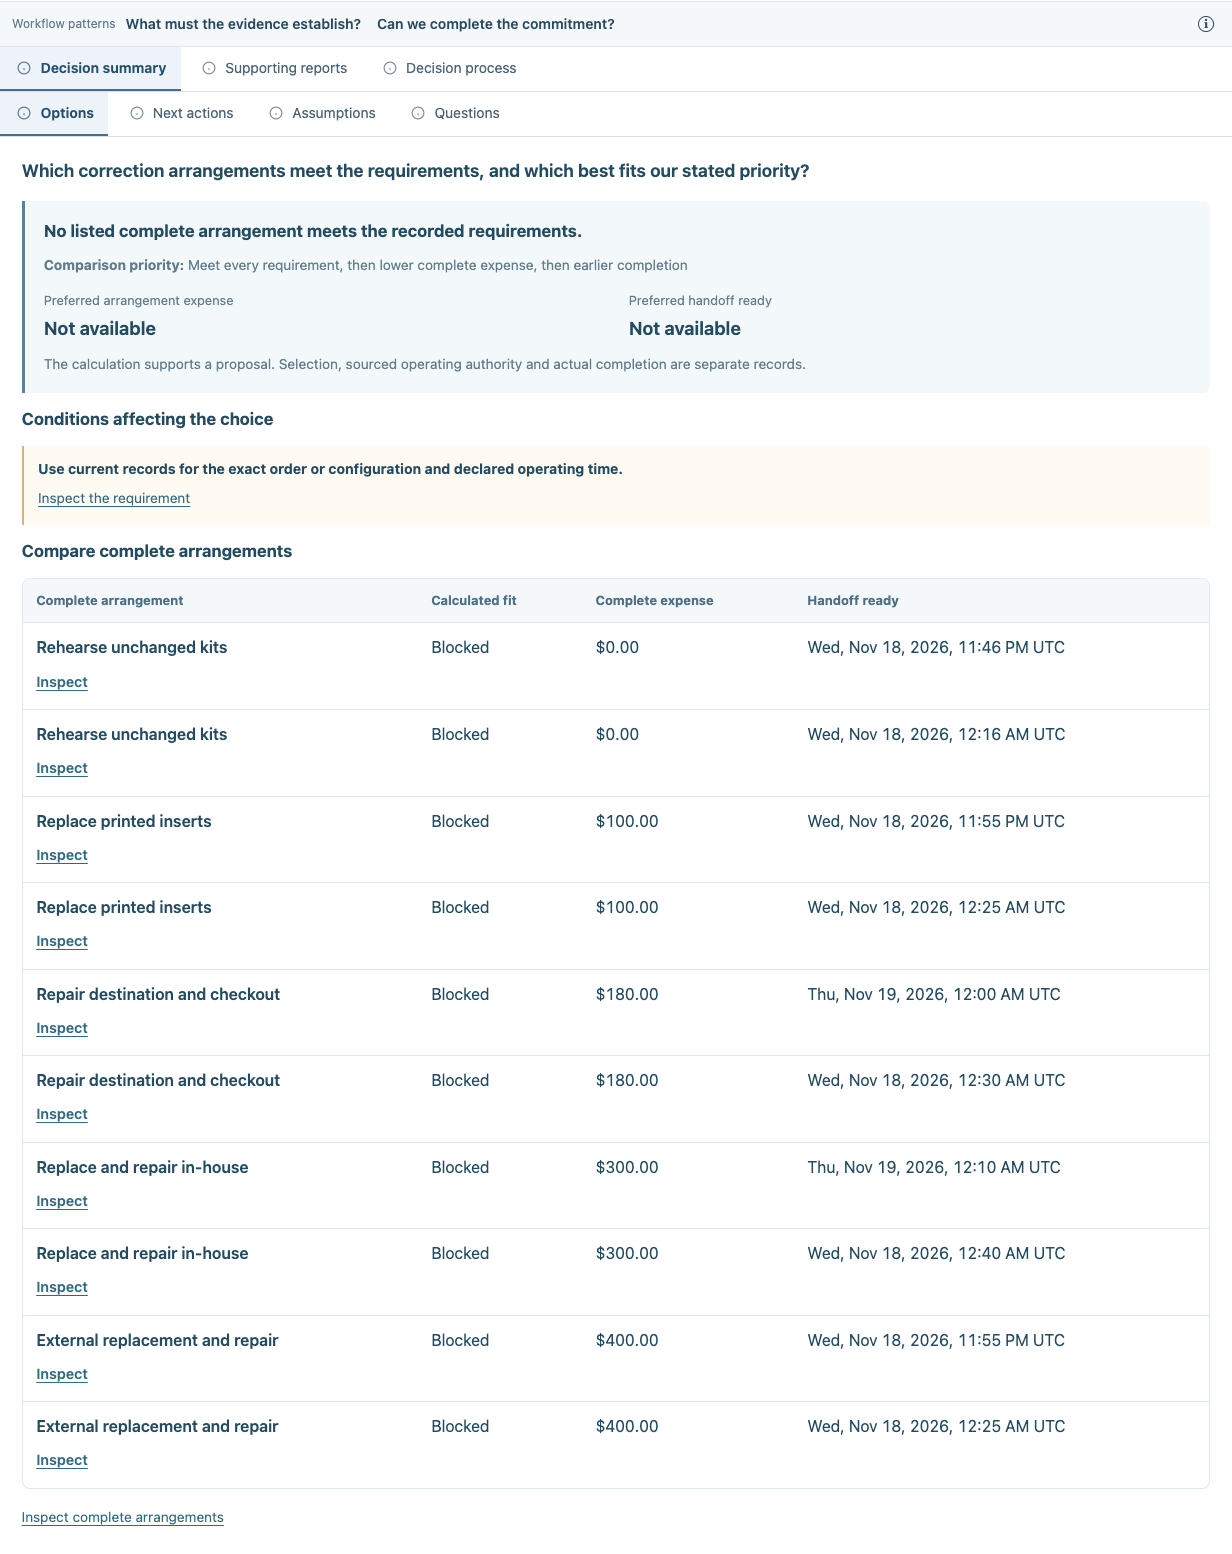 Workflow patterns What must the evidence establish? Can we complete the commitment?
Decision summary Supporting reports Decision process
Options Next actions Assumptions Questions
Which correction arrangements meet the requirements, and which best fits our stated priority?
No listed complete arrangement meets the recorded requirements.
Comparison priority: Meet every requirement, then lower complete expense, then earlier completion
Preferred arrangement expense Preferred handoff ready
Not available Not available
The calculation supports a proposal. Selection, sourced operating authority and actual completion are separate records.
Conditions affecting the choice
Use current records for the exact order or configuration and declared operating time.
Inspect the requirement
Compare complete arrangements
Complete arrangement Calculated fit Complete expense Handoff ready
Rehearse unchanged kits Blocked $0.00 Wed, Nov 18, 2026, 11:46 PM UTC
Inspect
Rehearse unchanged kits Blocked $0.00 Wed, Nov 18, 2026, 12:16 AM UTC
Inspect
Replace printed inserts Blocked $100.00 Wed, Nov 18, 2026, 11:55 PM UTC
Inspect
Replace printed inserts Blocked $100.00 Wed, Nov 18, 2026, 12:25 AM UTC
Inspect
Repair destination and checkout Blocked $180.00 Thu, Nov 19, 2026, 12:00 AM UTC
Inspect
Repair destination and checkout Blocked $180.00 Wed, Nov 18, 2026, 12:30 AM UTC
Inspect
Replace and repair in-house Blocked $300.00 Thu, Nov 19, 2026, 12:10 AM UTC
Inspect
Replace and repair in-house Blocked $300.00 Wed, Nov 18, 2026, 12:40 AM UTC
Inspect
External replacement and repair Blocked $400.00 Wed, Nov 18, 2026, 11:55 PM UTC
Inspect
External replacement and repair Blocked $400.00 Wed, Nov 18, 2026, 12:25 AM UTC
Inspect
Inspect complete arrangements